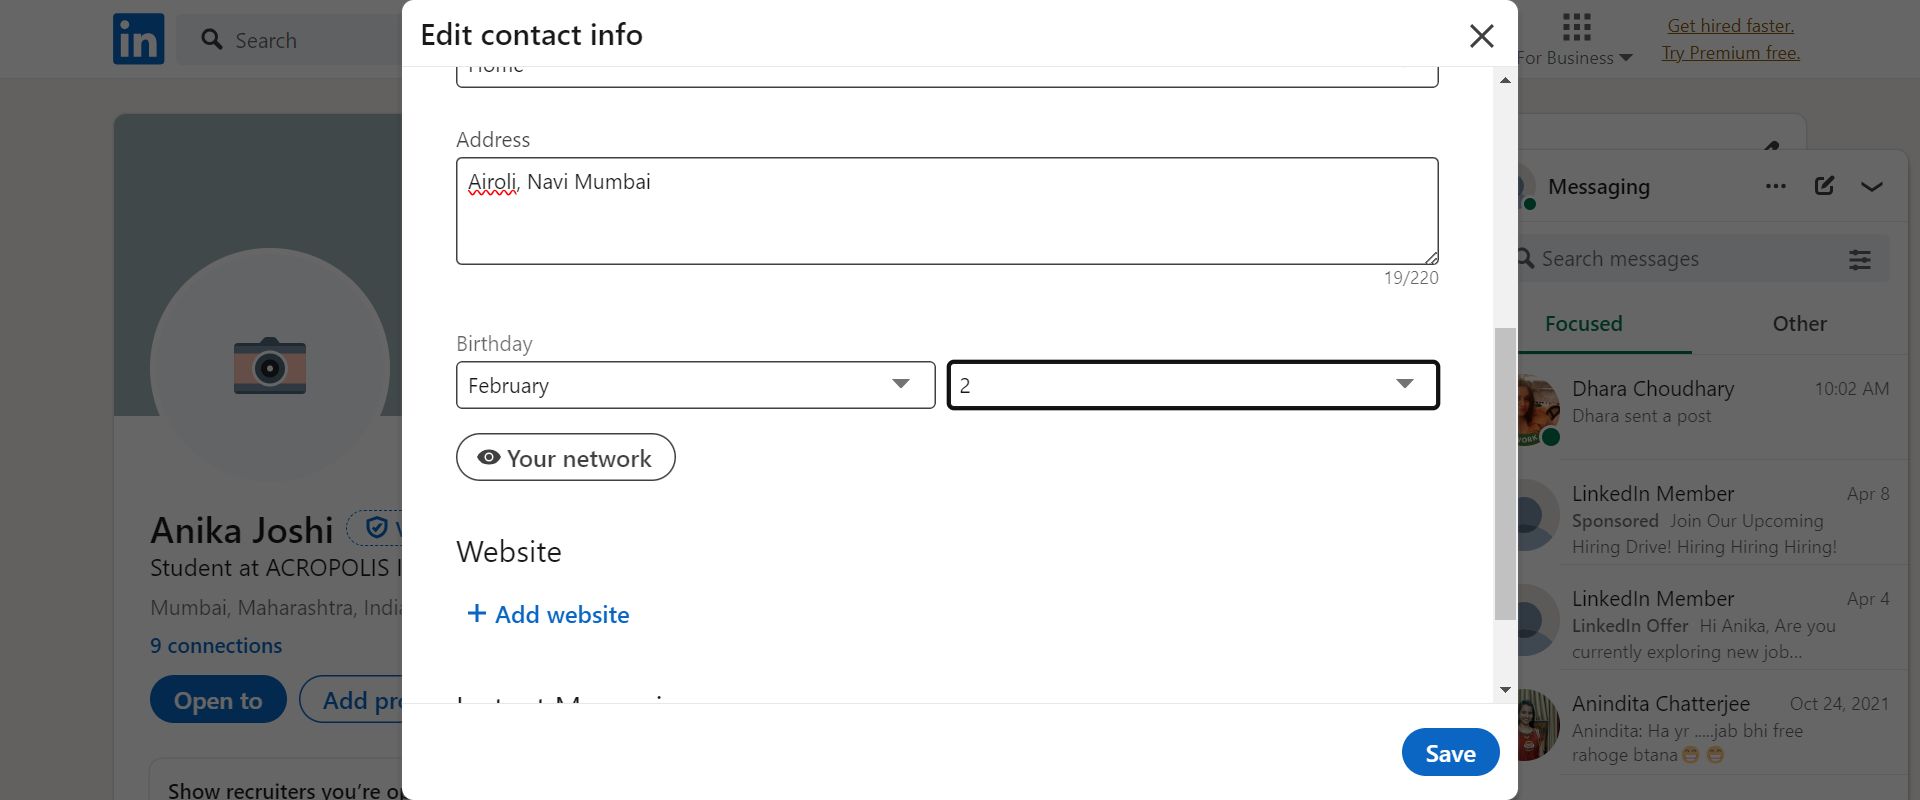 in
Search
For Business
Get hired faster.
Try Premium free.
Edit contact info
Home
Address
Airoli, Navi Mumbai
19/220
Birthday
February
2
Your network
Website
+ Add website
Save
Anika Joshi
Student at ACROPOLIS
Mumbai, Maharashtra, India
9 connections
Open to
Add pro
Show recruiters you're op
Messaging
Search messages
Focused
Other
Dhara Choudhary 10:02 AM
Dhara sent a post
LinkedIn Member Apr 8
Sponsored Join Our Upcoming
Hiring Drive! Hiring Hiring Hiring!
LinkedIn Member Apr 4
LinkedIn Offer Hi Anika, Are you
currently exploring new job...
Anindita Chatterjee Oct 24, 2021
Anindita: Ha yr .....jab bhi free
rahoge btana😁 😁